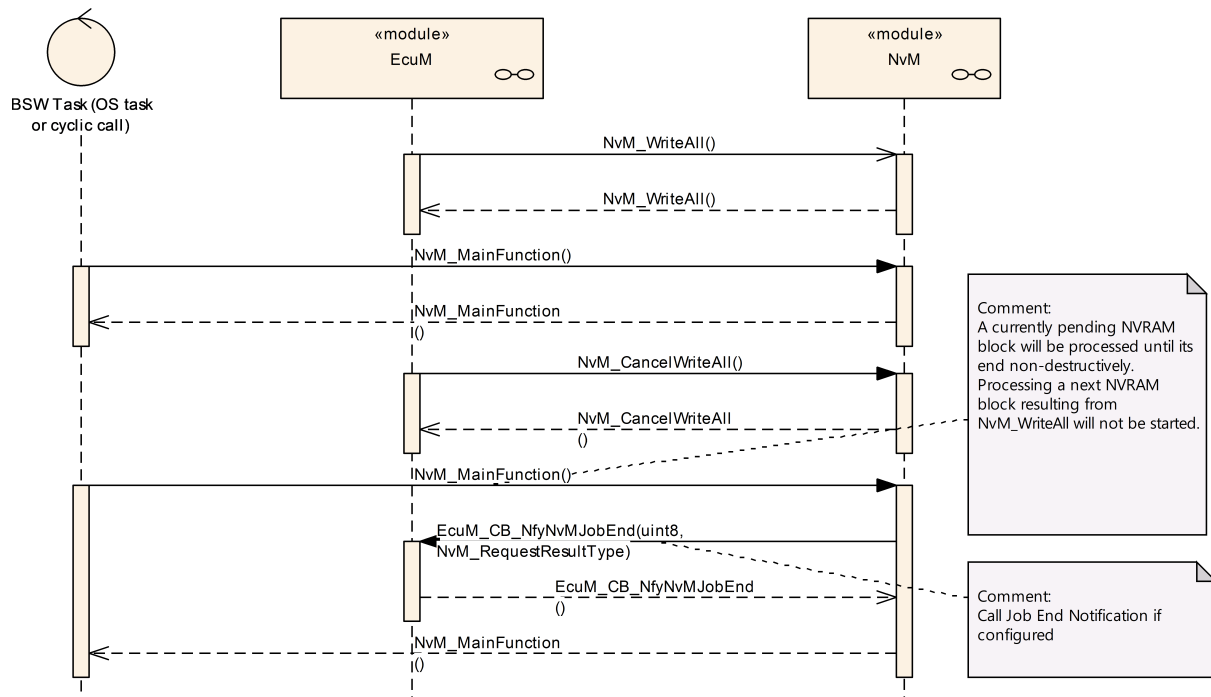 «module»
EcuM
«module»
NvM
BSW Task (OS task
or cyclic call)
NvM_WriteAll()
NvM_WriteAll()
NvM_MainFunction()
NvM_MainFunction
()
NvM_CancelWriteAll()
NvM_CancelWriteAll
()
NvM_MainFunction()
EcuM_CB_NfyNvMJobEnd(uint8,
NvM_RequestResultType)
EcuM_CB_NfyNvMJobEnd
()
NvM_MainFunction
()
Comment:
A currently pending NVRAM
block will be processed until its
end non-destructively.
Processing a next NVRAM
block resulting from
NvM_WriteAll will not be started.
Comment:
Call Job End Notification if
configured